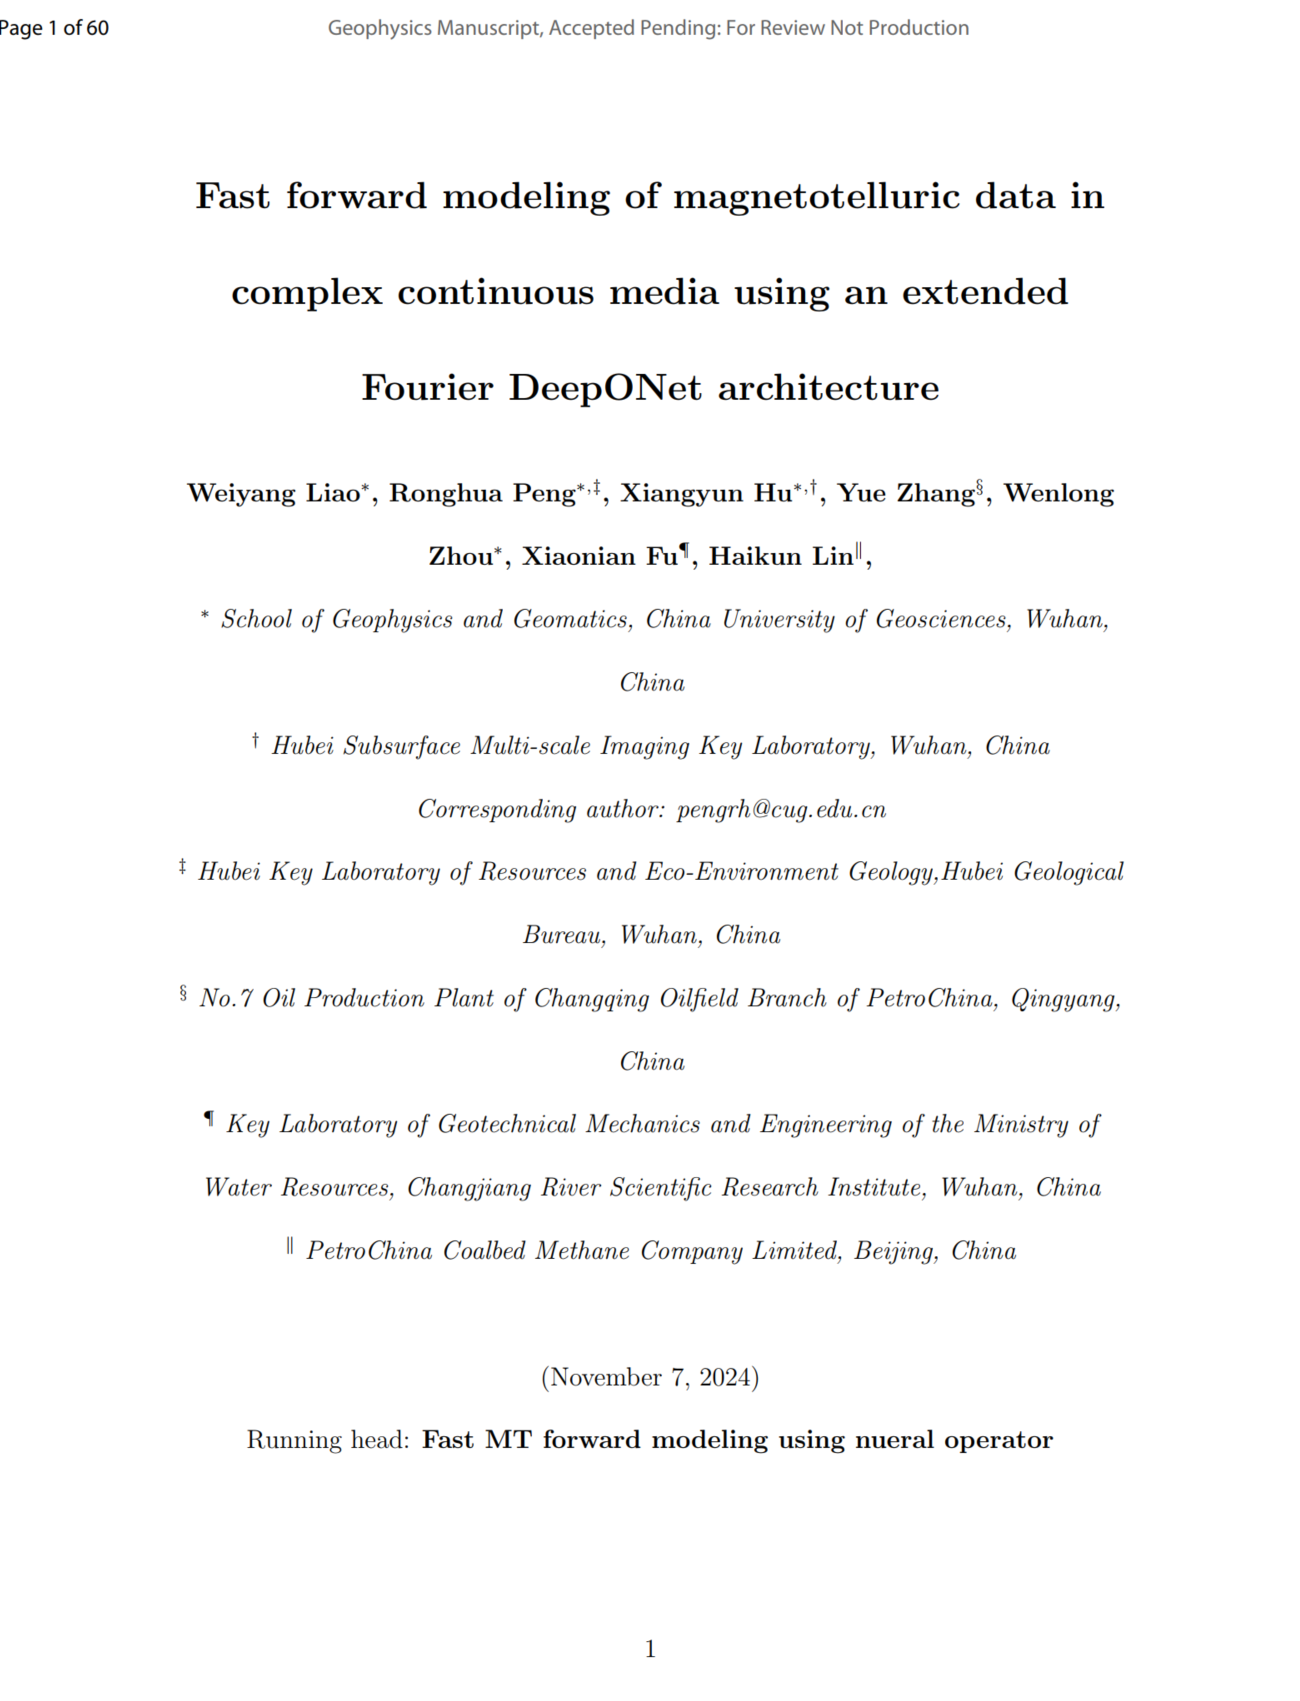 Page 1 of 60
Geophysics Manuscript, Accepted Pending: For Review Not Production
Fast forward modeling of magnetotelluric data in
complex continuous media using an extended
Fourier DeepONet architecture
Weiyang Liao*, Ronghua Peng*,‡, Xiangyun Hu*,†, Yue Zhang§, Wenlong
Zhou*, Xiaonian Fu¶, Haikun Lin‖,
* School of Geophysics and Geomatics, China University of Geosciences, Wuhan,
China
† Hubei Subsurface Multi-scale Imaging Key Laboratory, Wuhan, China
Corresponding author: pengrh@cug.edu.cn
‡ Hubei Key Laboratory of Resources and Eco-Environment Geology,Hubei Geological
Bureau, Wuhan, China
§ No.7 Oil Production Plant of Changqing Oilfield Branch of PetroChina, Qingyang,
China
¶ Key Laboratory of Geotechnical Mechanics and Engineering of the Ministry of
Water Resources, Changjiang River Scientific Research Institute, Wuhan, China
‖ PetroChina Coalbed Methane Company Limited, Beijing, China
(November 7, 2024)
Running head: Fast MT forward modeling using nueral operator
1